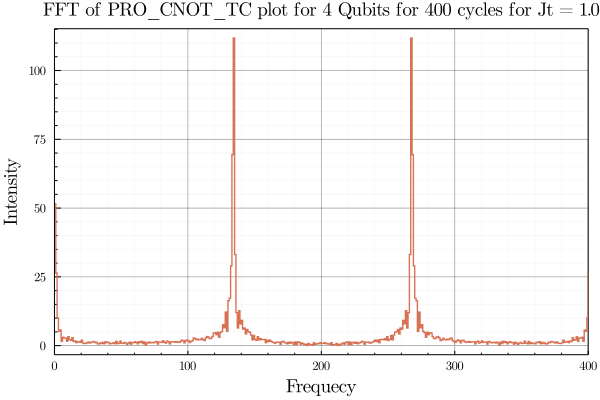 FFT of PRO_CNOT_TC plot for 4 Qubits for 400 cycles for Jt = 1.0
100
75
50
25
0
Intensity
0 100 200 300 400
Frequecy